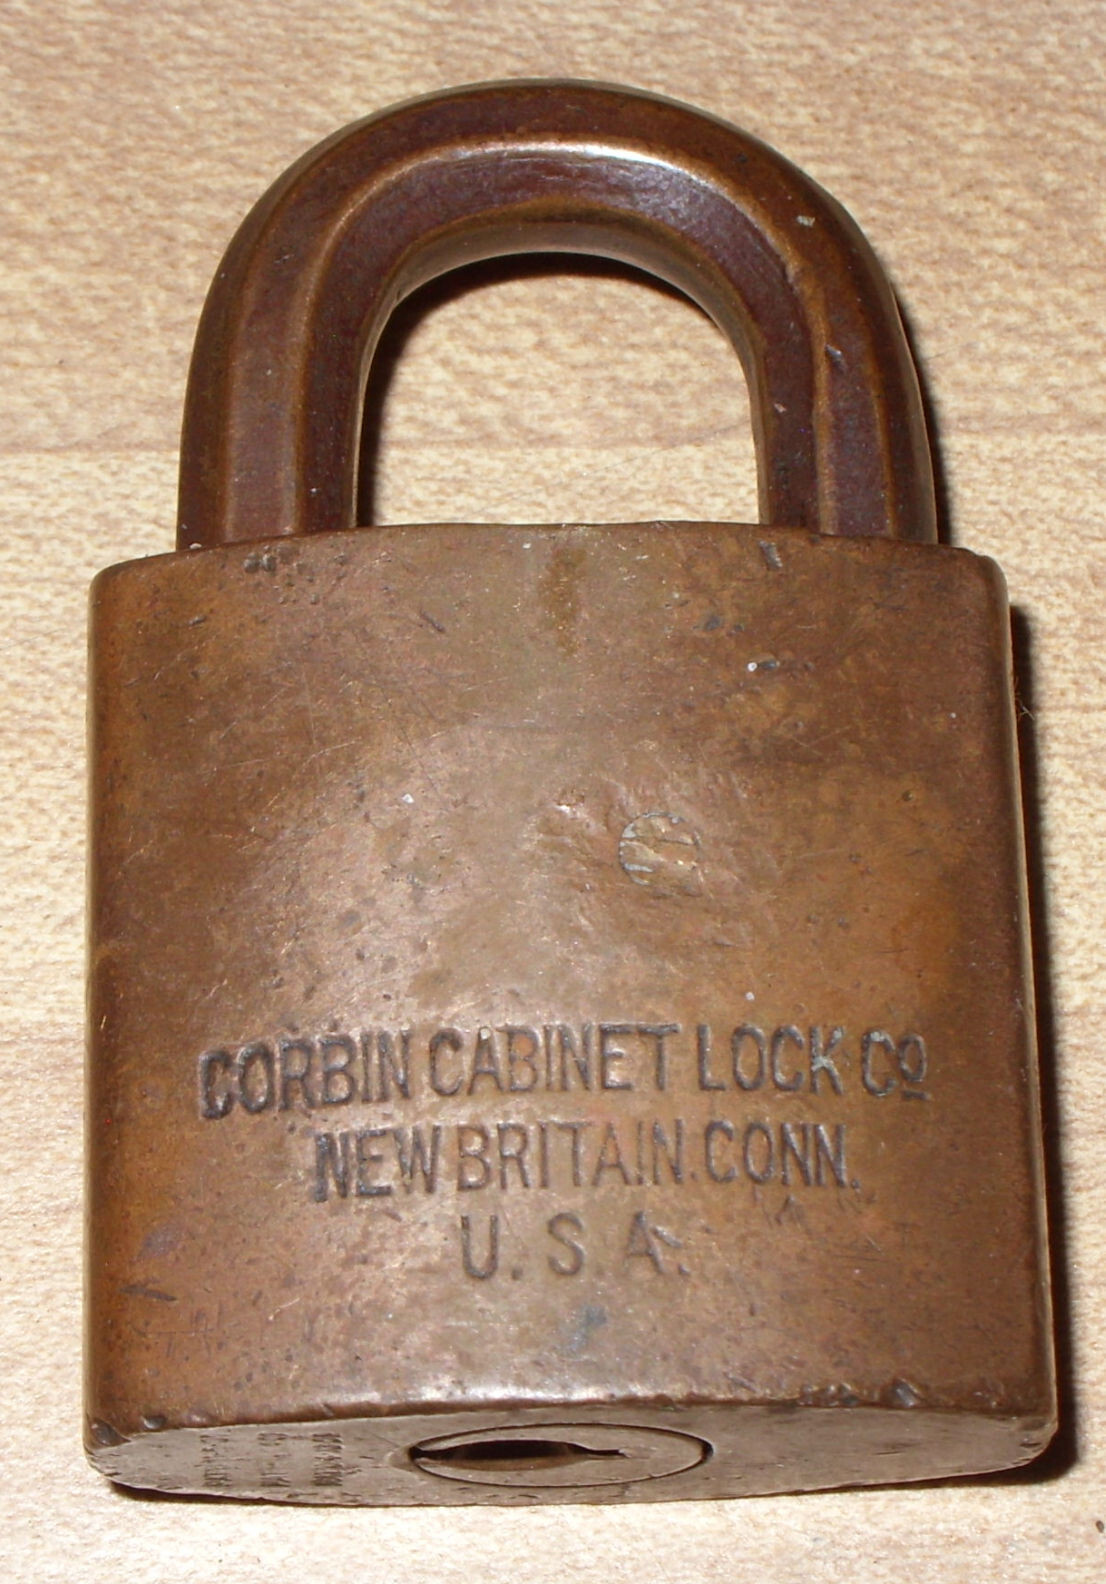 CORBIN CABINET LOCK Co
NEW BRITAIN. CONN.
U. S. A.